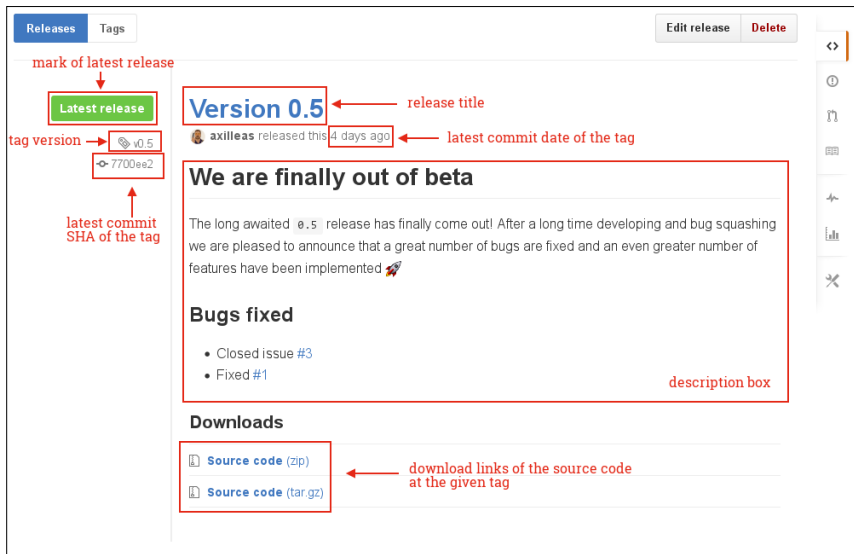 Releases Tags Edit release Delete
mark of latest release
Latest release
Version 0.5
release title
axilleas released this 4 days ago
latest commit date of the tag
tag version
v0.5
7700ee2
latest commit
SHA of the tag
We are finally out of beta
The long awaited 0.5 release has finally come out! After a long time developing and bug squashing
we are pleased to announce that a great number of bugs are fixed and an even greater number of
features have been implemented 🚀
Bugs fixed
• Closed issue #3
• Fixed #1
description box
Downloads
Source code (zip)
download links of the source code
at the given tag
Source code (tar.gz)